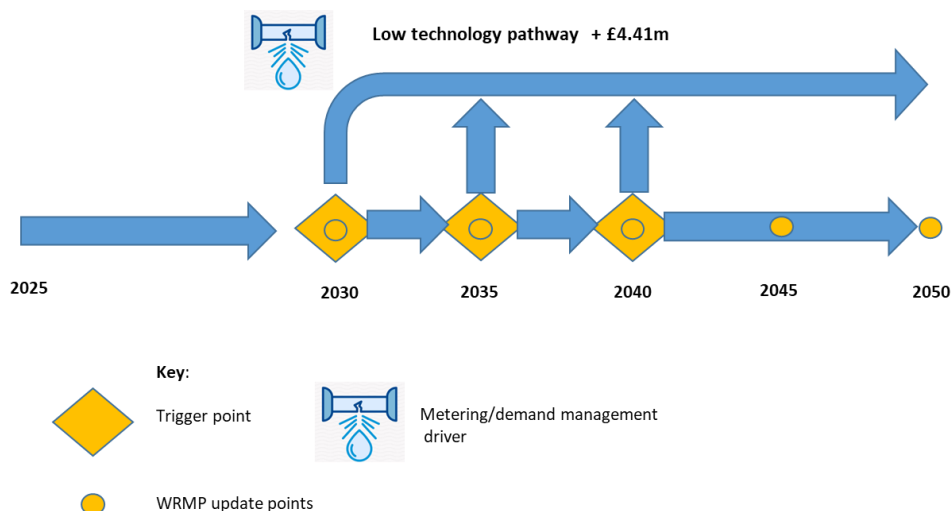 Low technology pathway + £4.41m
2025
2030
2035
2040
2045
2050
Key:
Trigger point
Metering/demand management
driver
WRMP update points